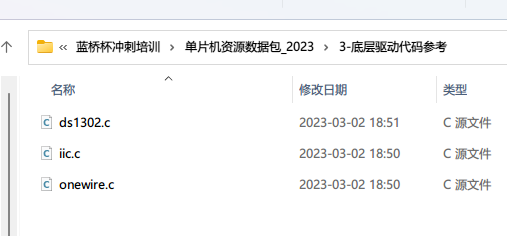 « 蓝桥杯冲刺培训 › 单片机资源数据包_2023 › 3-底层驱动代码参考
名称 修改日期 类型
ds1302.c 2023-03-02 18:51 C 源文件
iic.c 2023-03-02 18:50 C 源文件
onewire.c 2023-03-02 18:50 C 源文件